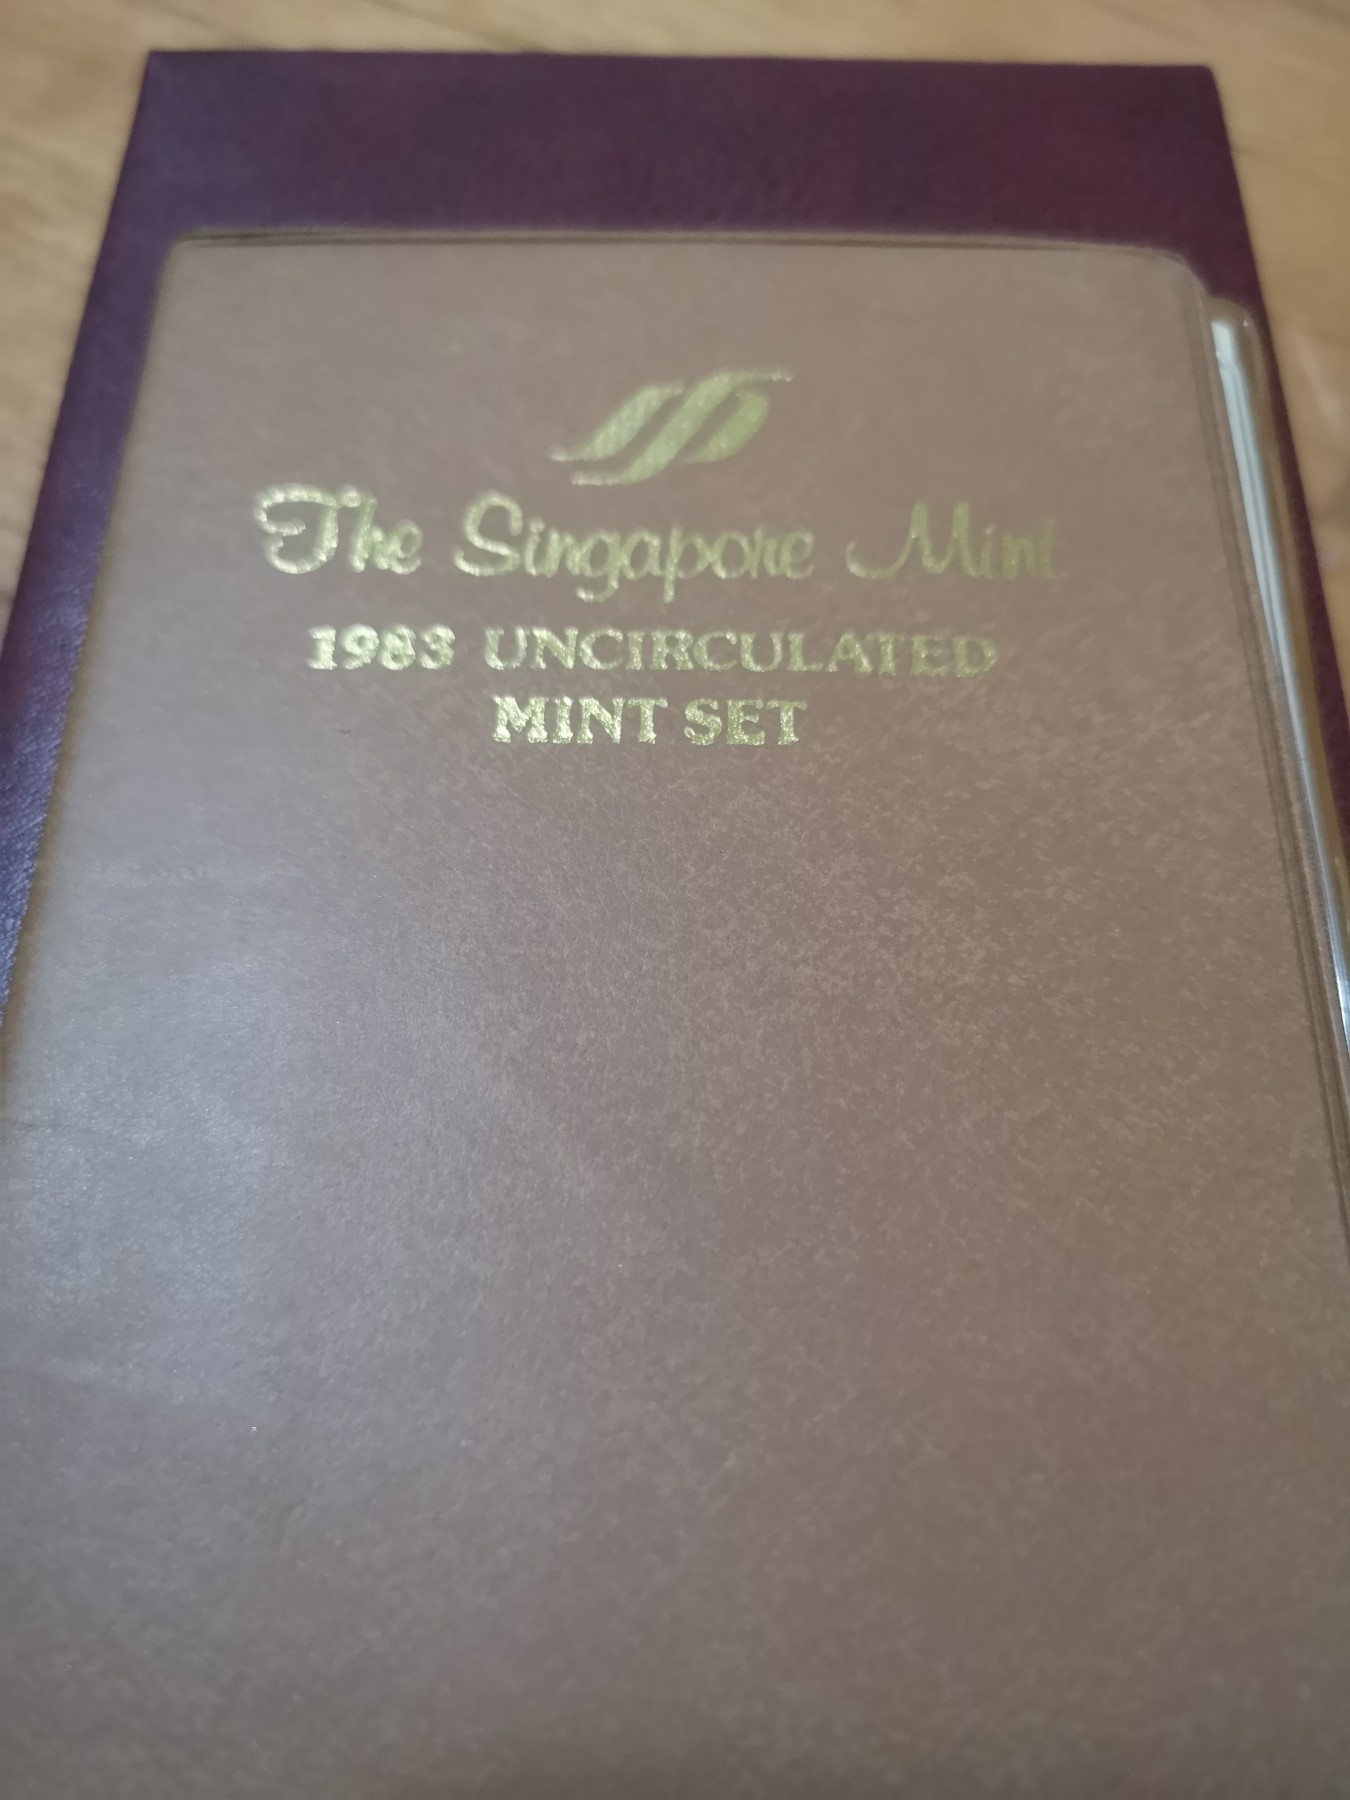 The Singapore Mint
1983 UNCIRCULATED
MINT SET